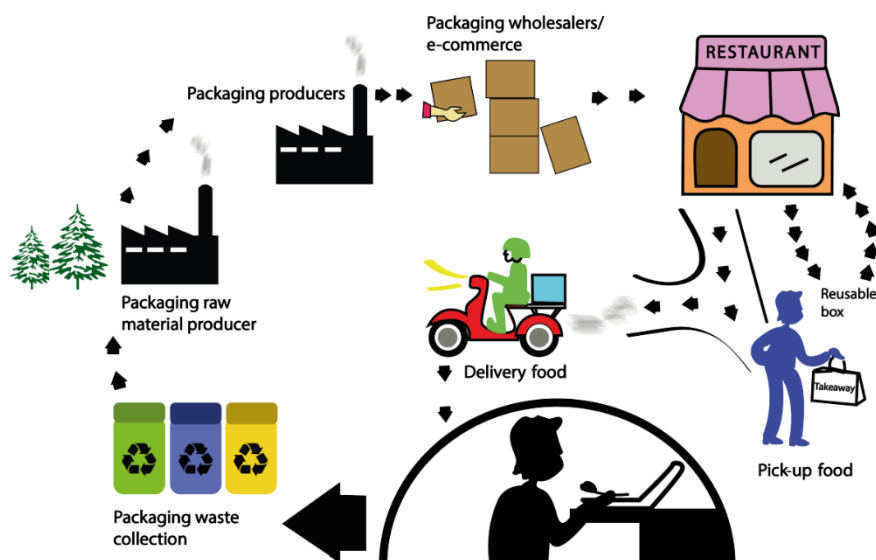 Packaging wholesalers/
e-commerce
RESTAURANT
Packaging producers
Packaging raw
material producer
Reusable
box
Delivery food
Takeaway
Pick-up food
Packaging waste
collection